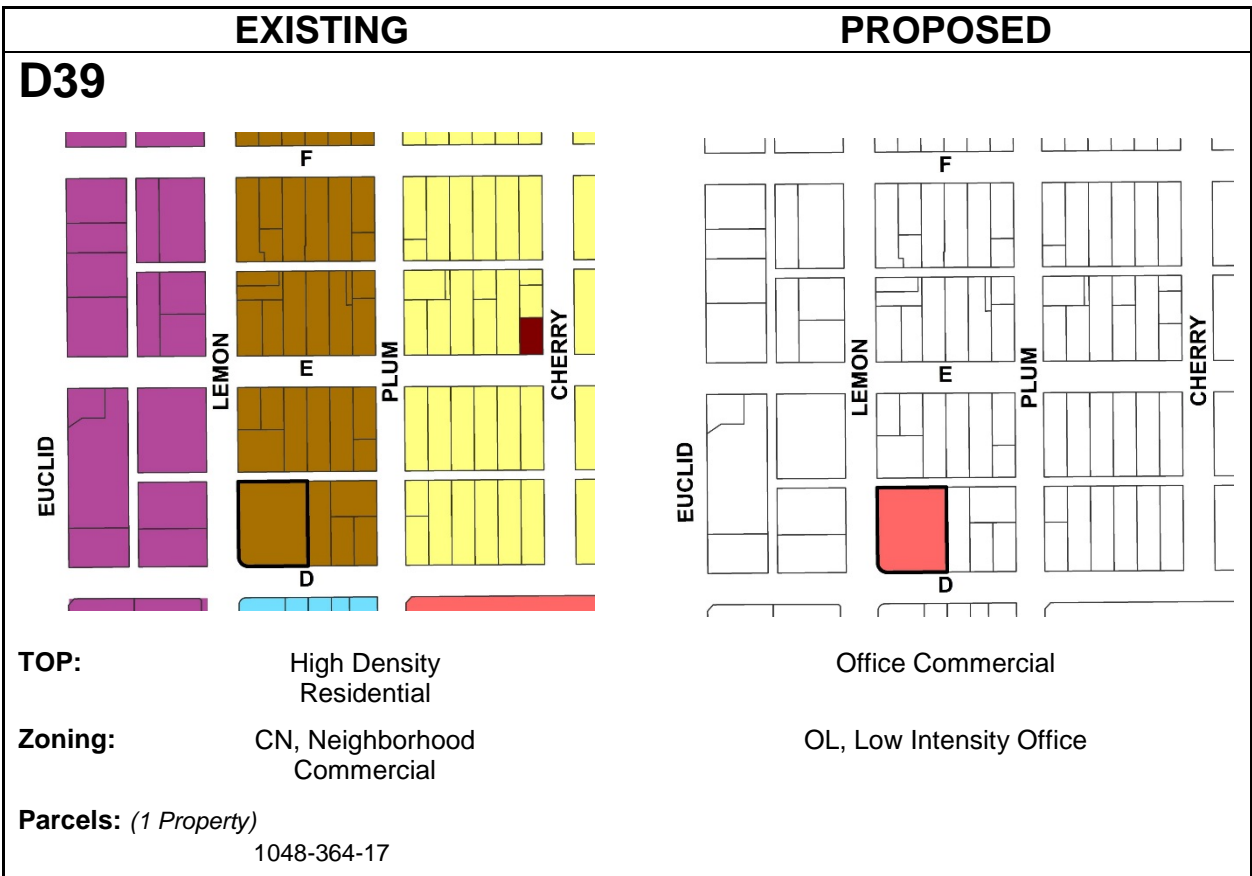 EXISTING
PROPOSED
D39
F
LEMON
PLUM
CHERRY
E
EUCLID
D
F
LEMON
PLUM
CHERRY
E
EUCLID
D
TOP:
High Density
Residential
Office Commercial
Zoning:
CN, Neighborhood
Commercial
OL, Low Intensity Office
Parcels: (1 Property)
1048-364-17